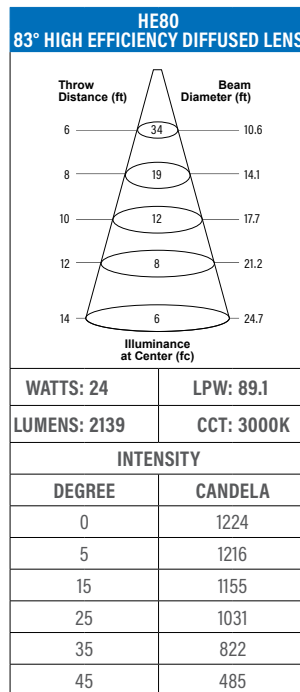 HE80
83° HIGH EFFICIENCY DIFFUSED LENS
Throw Distance (ft)
Beam Diameter (ft)
6 34 10.6
8 19 14.1
10 12 17.7
12 8 21.2
14 6 24.7
Illuminance
at Center (fc)
WATTS: 24 LPW: 89.1
LUMENS: 2139 CCT: 3000K
INTENSITY
DEGREE CANDELA
0 1224
5 1216
15 1155
25 1031
35 822
45 485